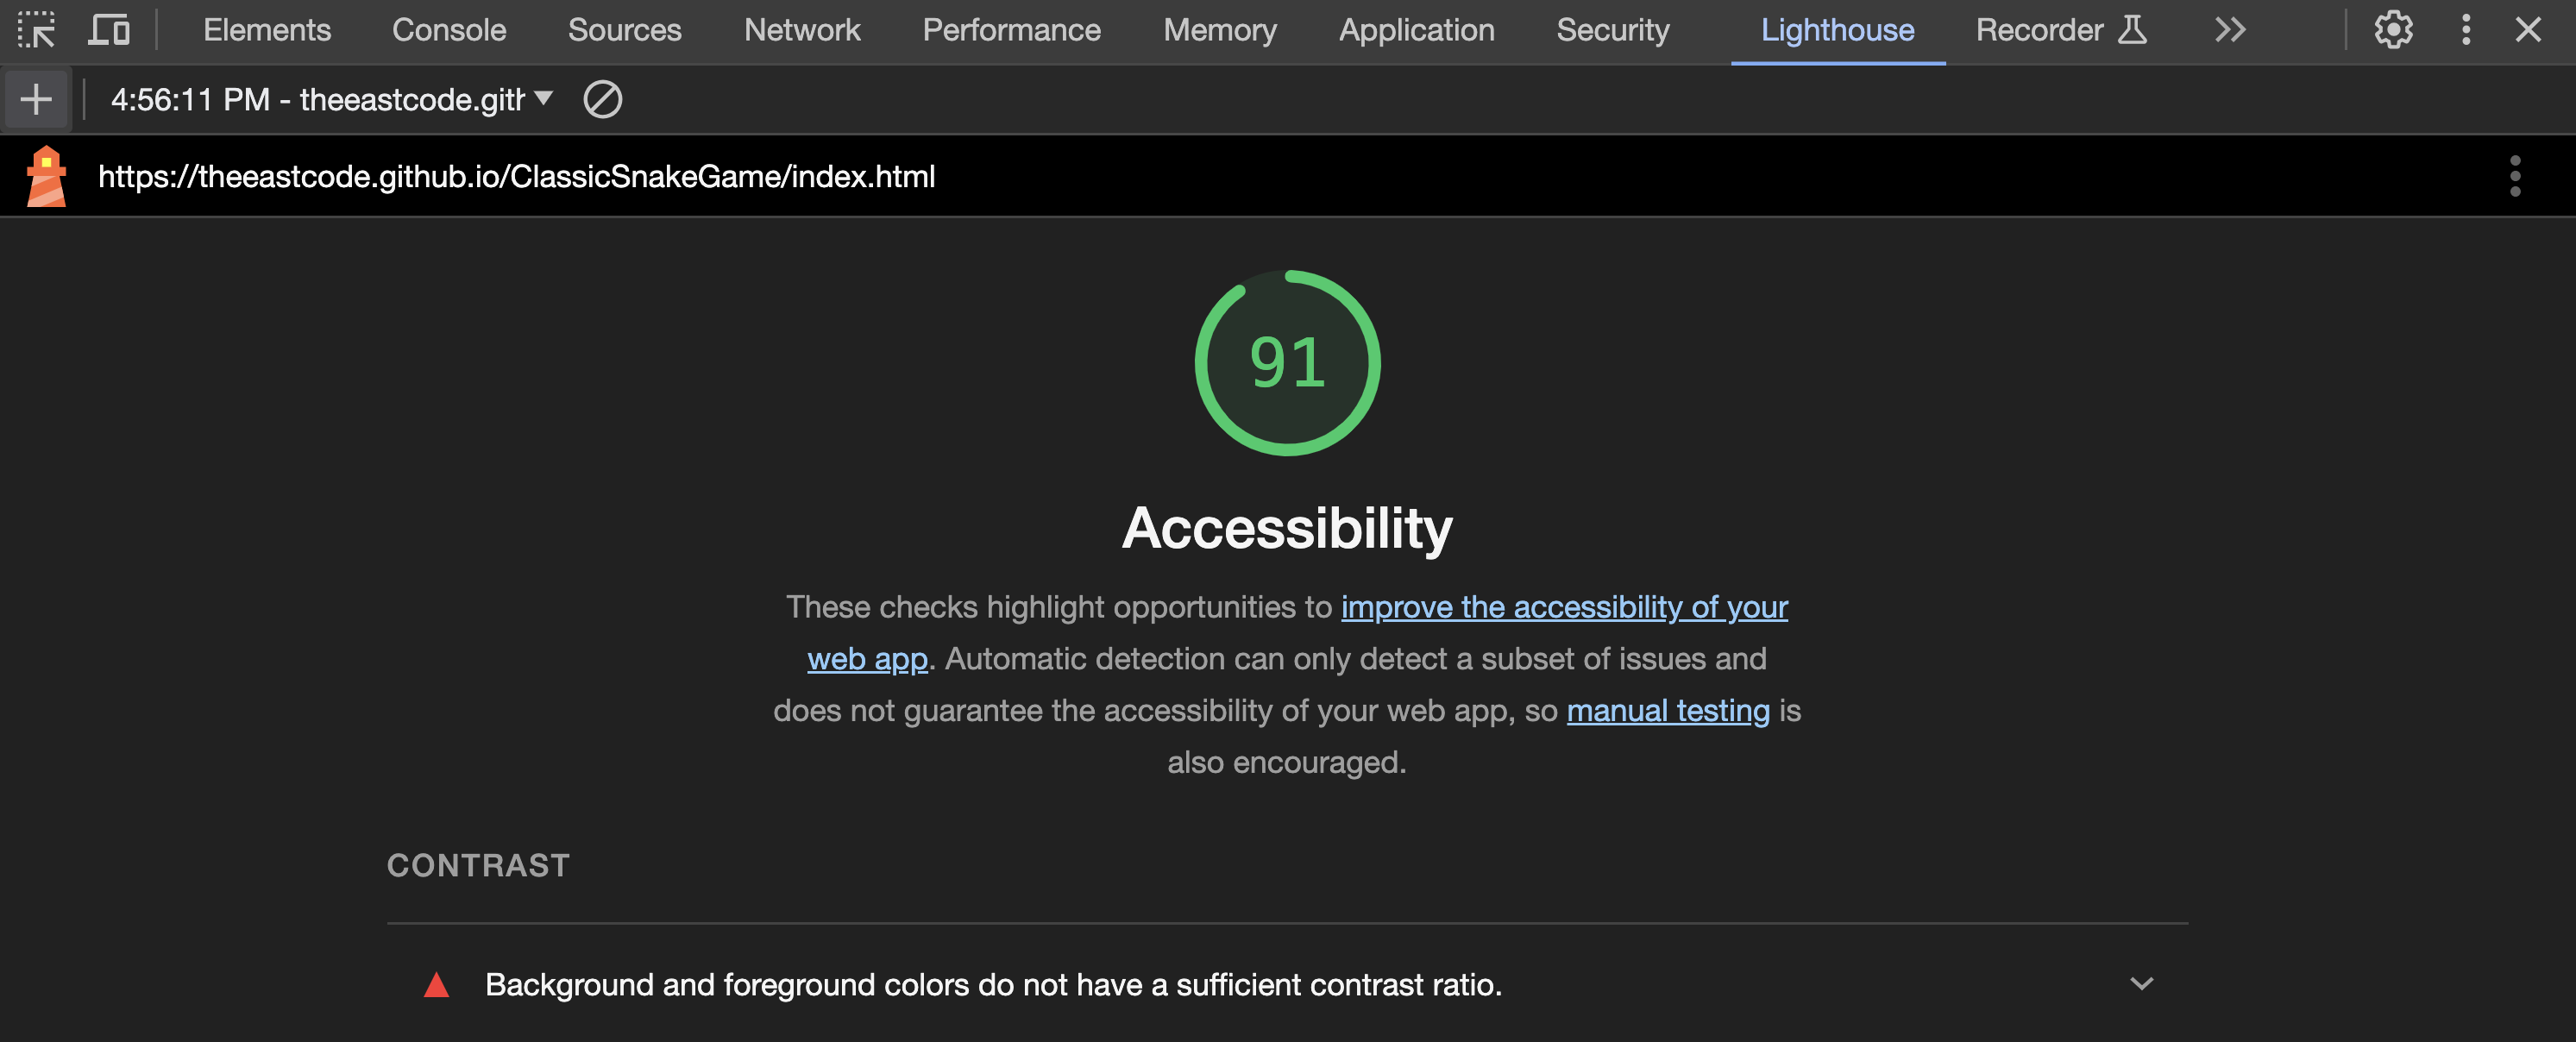 Elements Console Sources Network Performance Memory Application Security Lighthouse Recorder
4:56:11 PM - theeastcode.gith
https://theeastcode.github.io/ClassicSnakeGame/index.html
91
Accessibility
These checks highlight opportunities to improve the accessibility of your
web app. Automatic detection can only detect a subset of issues and
does not guarantee the accessibility of your web app, so manual testing is
also encouraged.
CONTRAST
Background and foreground colors do not have a sufficient contrast ratio.